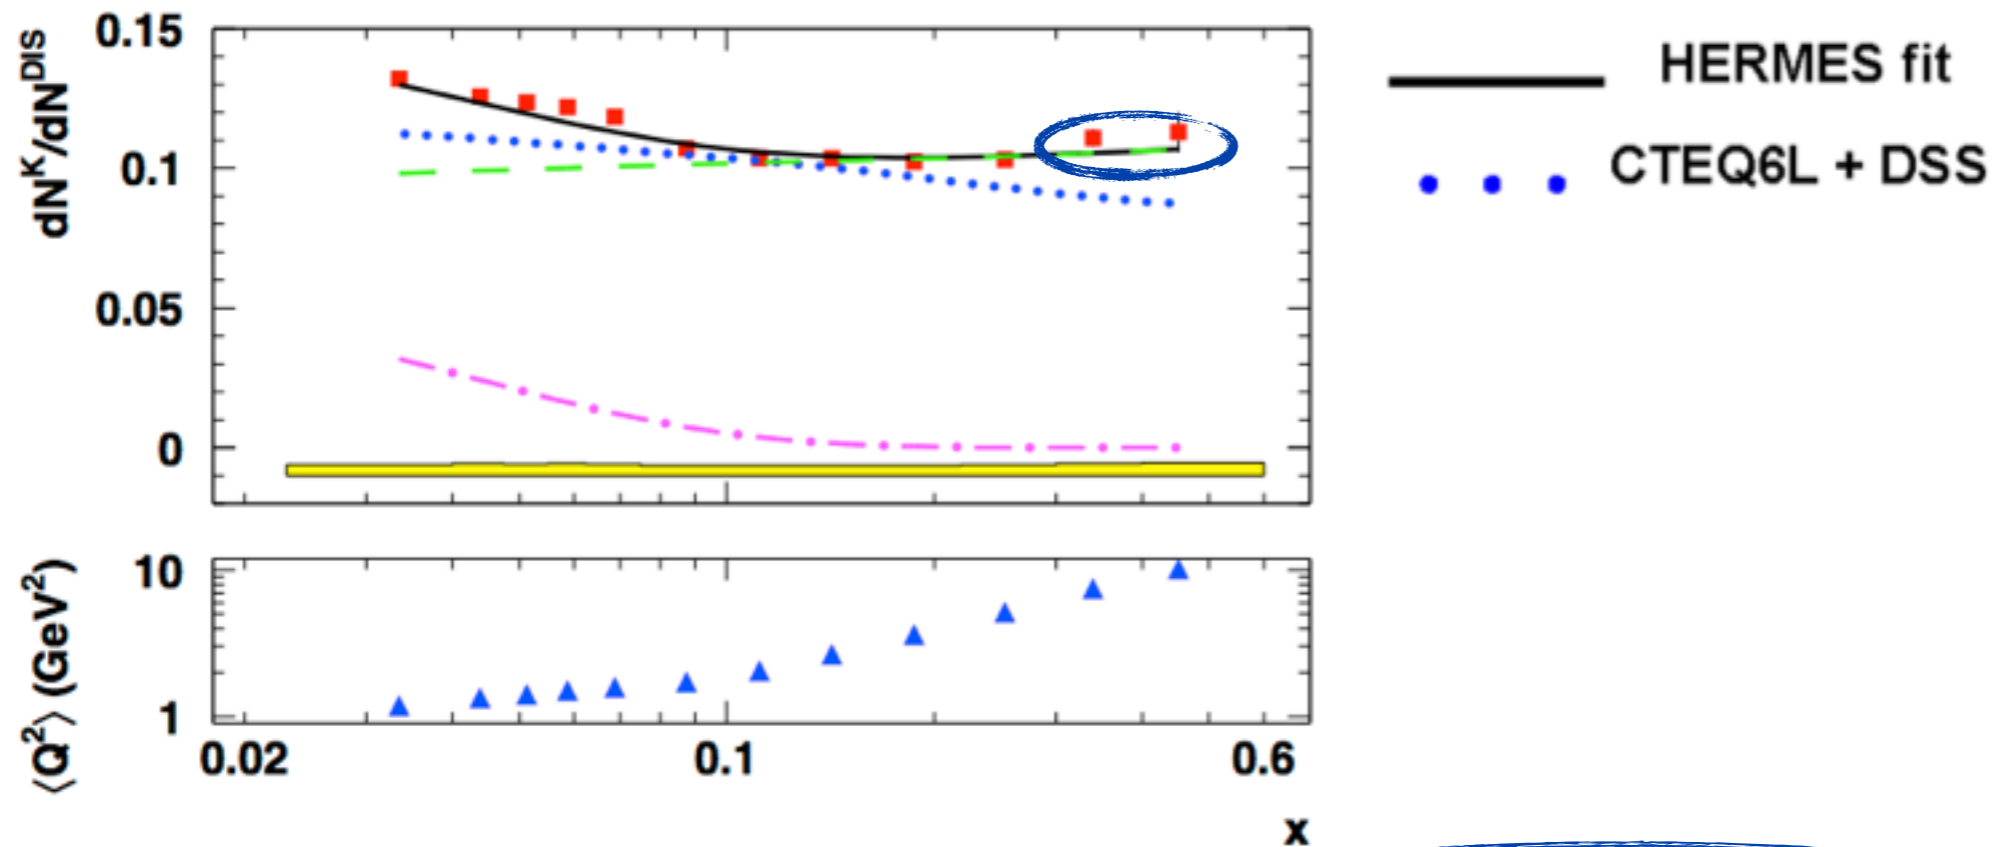 0.15
0.1
0.05
0
dN^K/dN^DIS
HERMES fit
CTEQ6L + DSS
10
1
⟨Q²⟩ (GeV²)
0.02 0.1 0.6
x